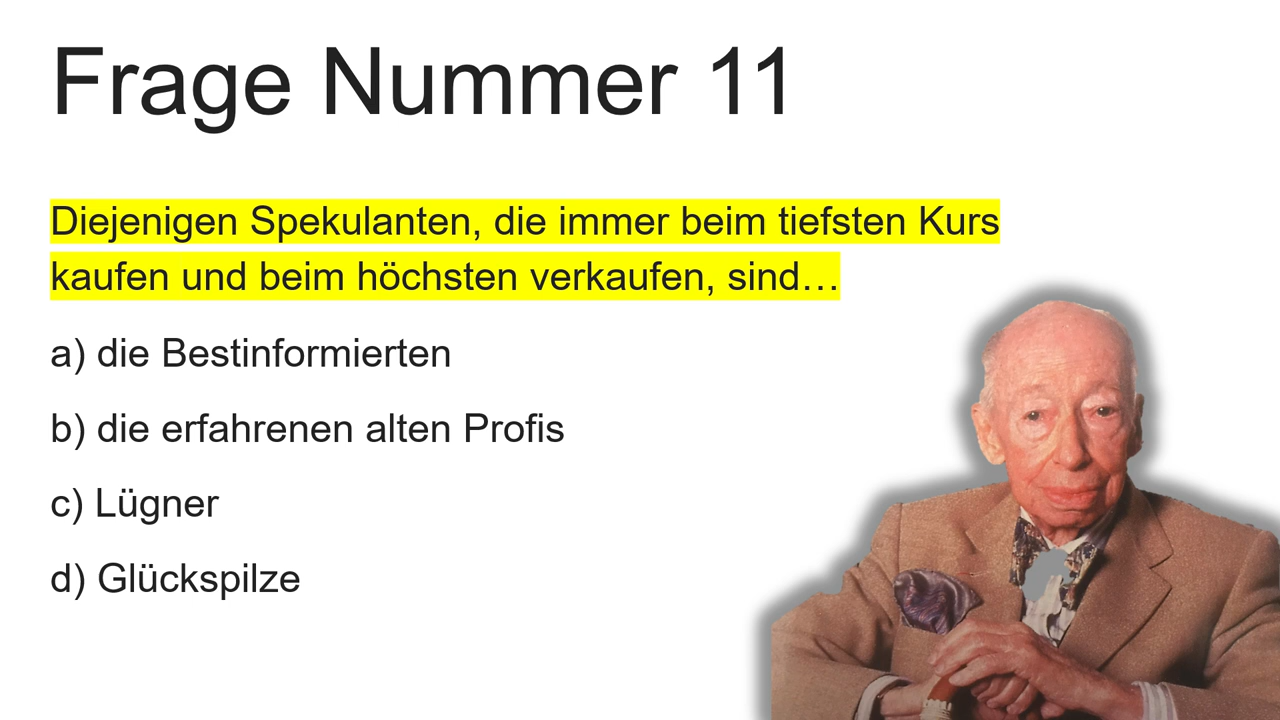 Frage Nummer 11
Diejenigen Spekulanten, die immer beim tiefsten Kurs
kaufen und beim höchsten verkaufen, sind…
a) die Bestinformierten
b) die erfahrenen alten Profis
c) Lügner
d) Glückspilze